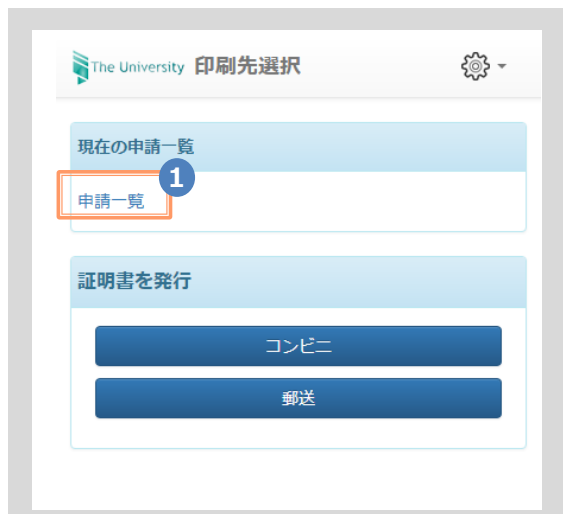 The University 印刷先選択
現在の申請一覧
1
申請一覧
証明書を発行
コンビニ
郵送